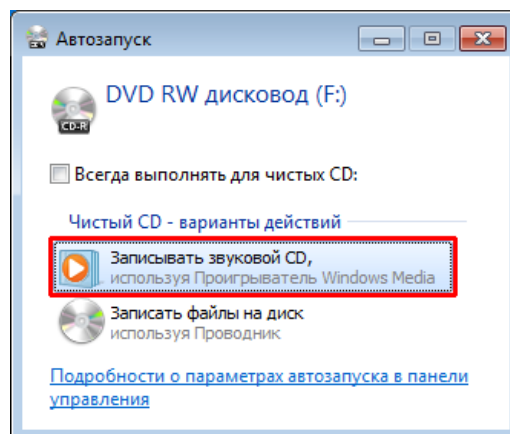 Автозапуск
DVD RW дисковод (F:)
CD-R
Всегда выполнять для чистых CD:
Чистый CD - варианты действий
Записывать звуковой CD,
используя Проигрыватель Windows Media
Записать файлы на диск
используя Проводник
Подробности о параметрах автозапуска в панели
управления